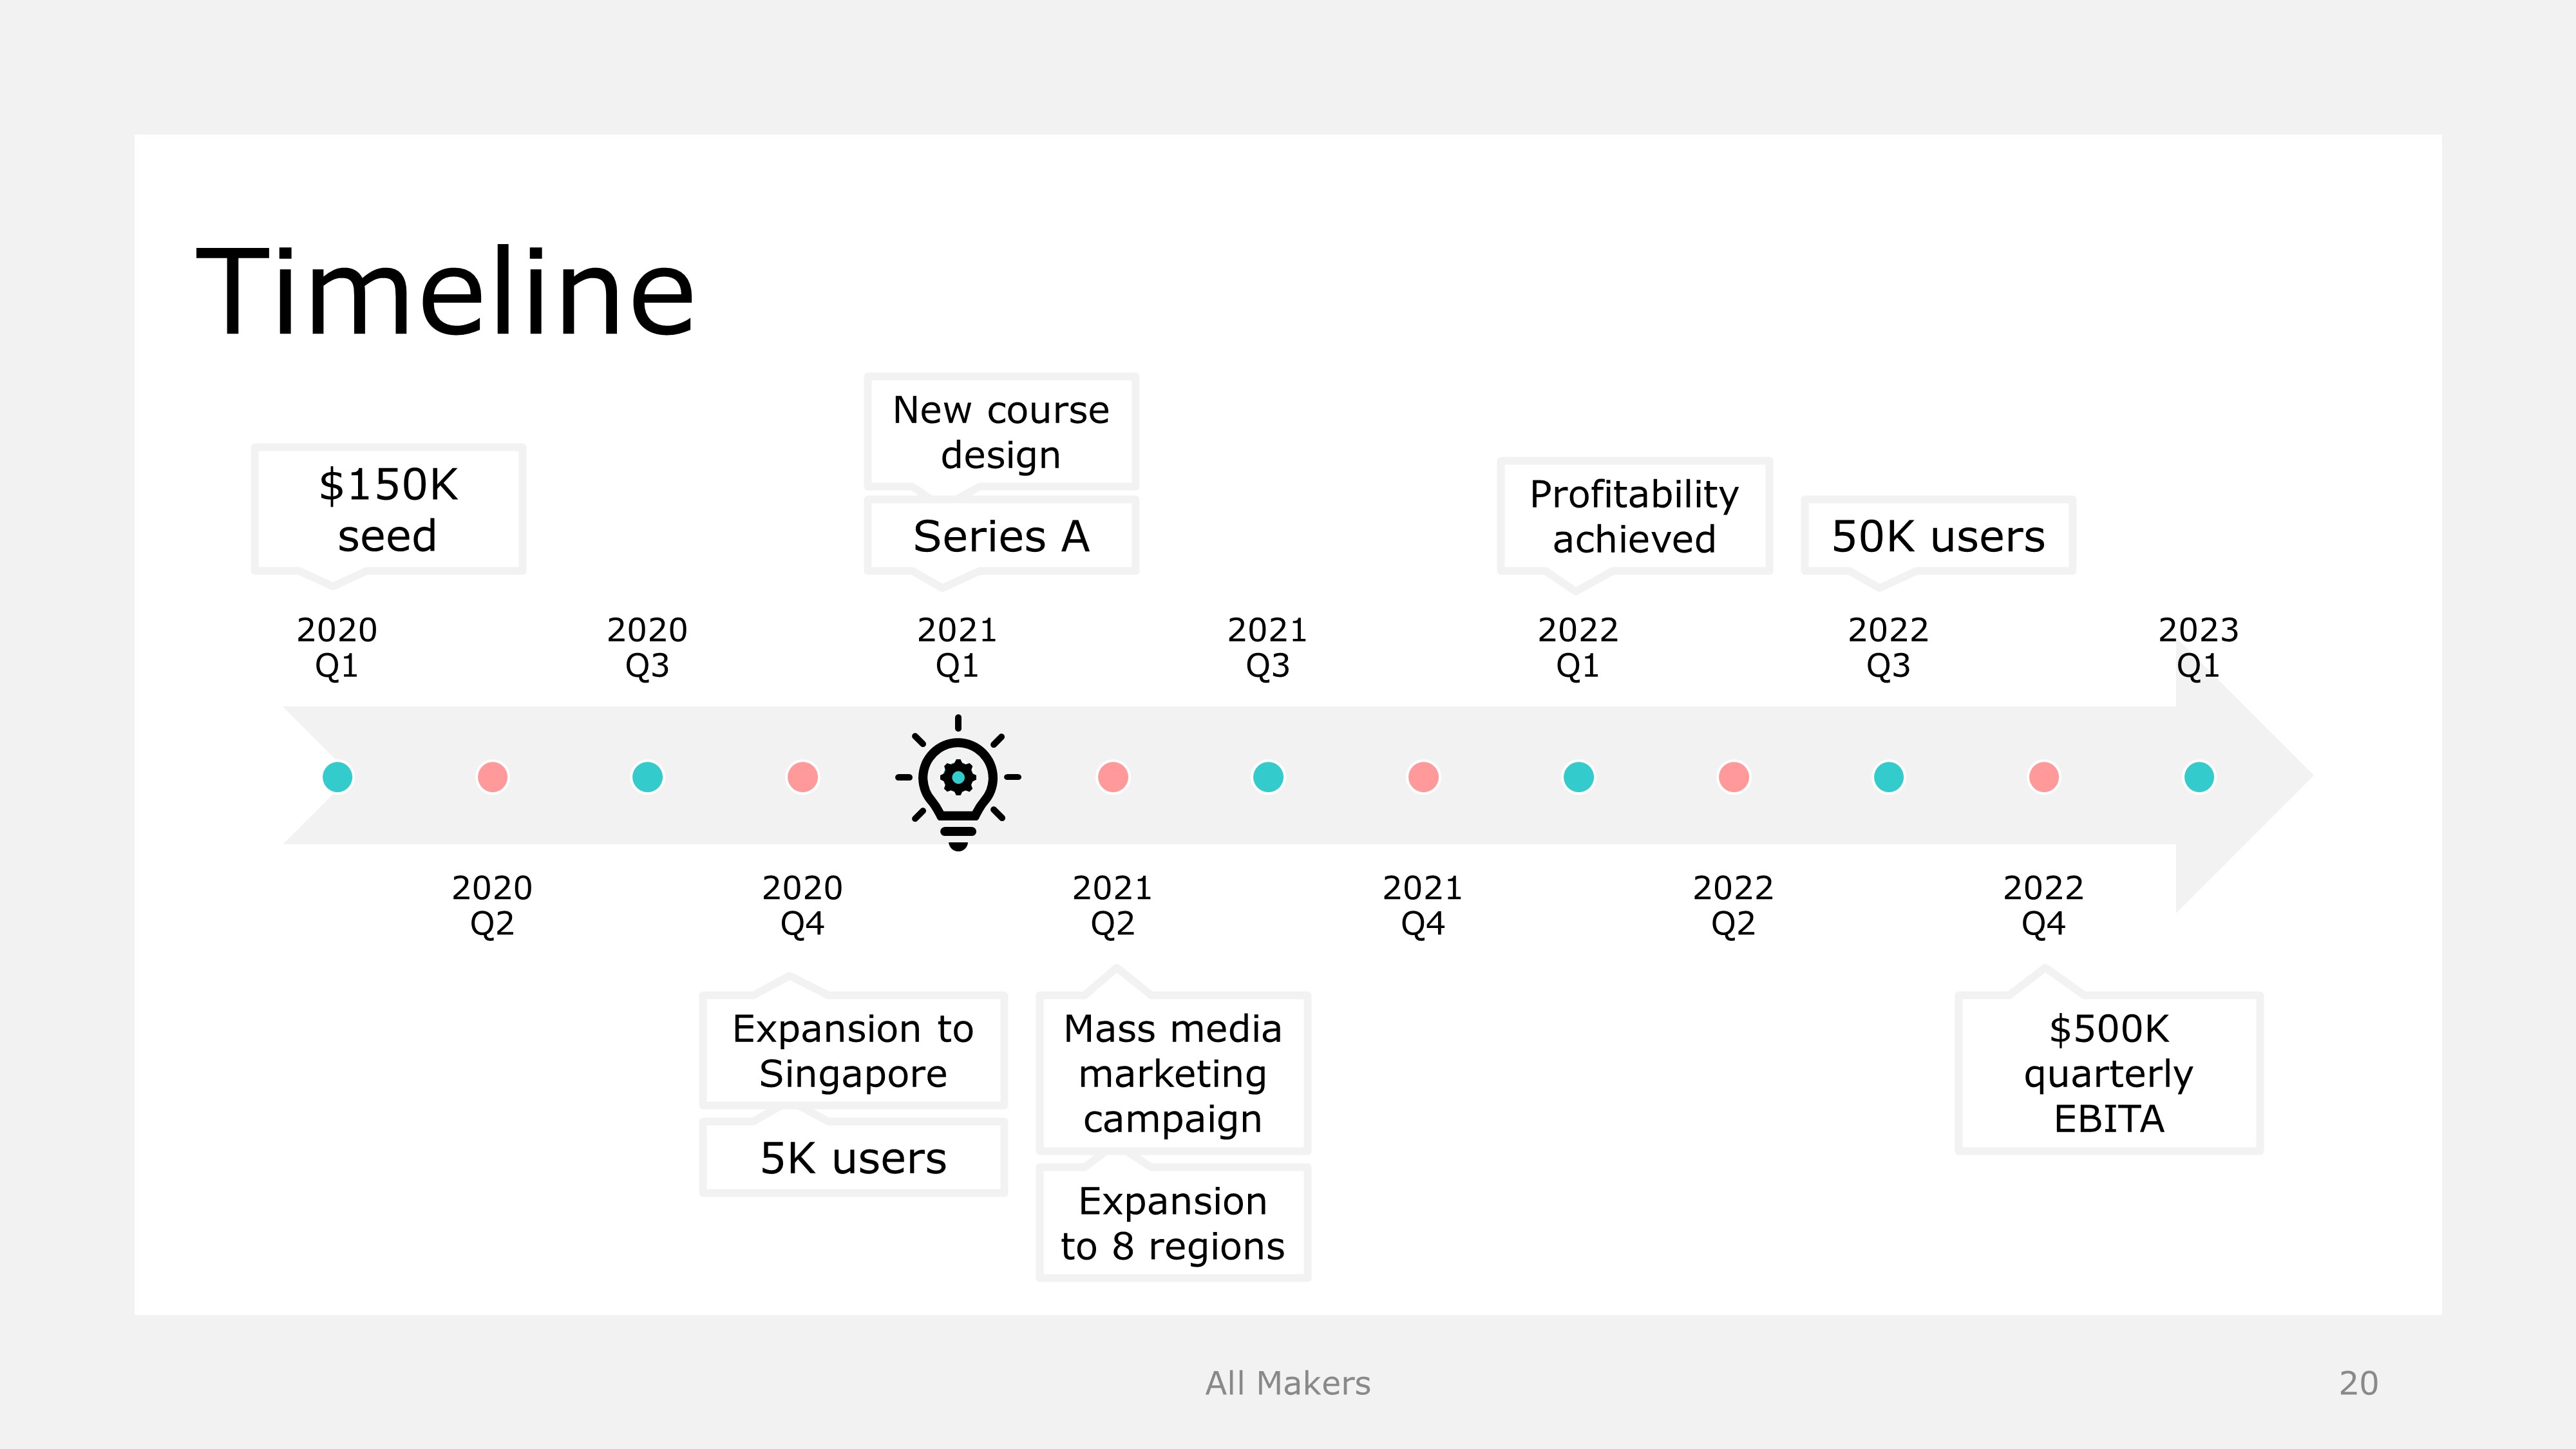 Timeline
New course
design
$150K
seed
Series A
Profitability
achieved
50K users
2020
Q1
2020
Q3
2021
Q1
2021
Q3
2022
Q1
2022
Q3
2023
Q1
2020
Q2
2020
Q4
2021
Q2
2021
Q4
2022
Q2
2022
Q4
Expansion to
Singapore
5K users
Mass media
marketing
campaign
Expansion
to 8 regions
$500K
quarterly
EBITA
All Makers
20